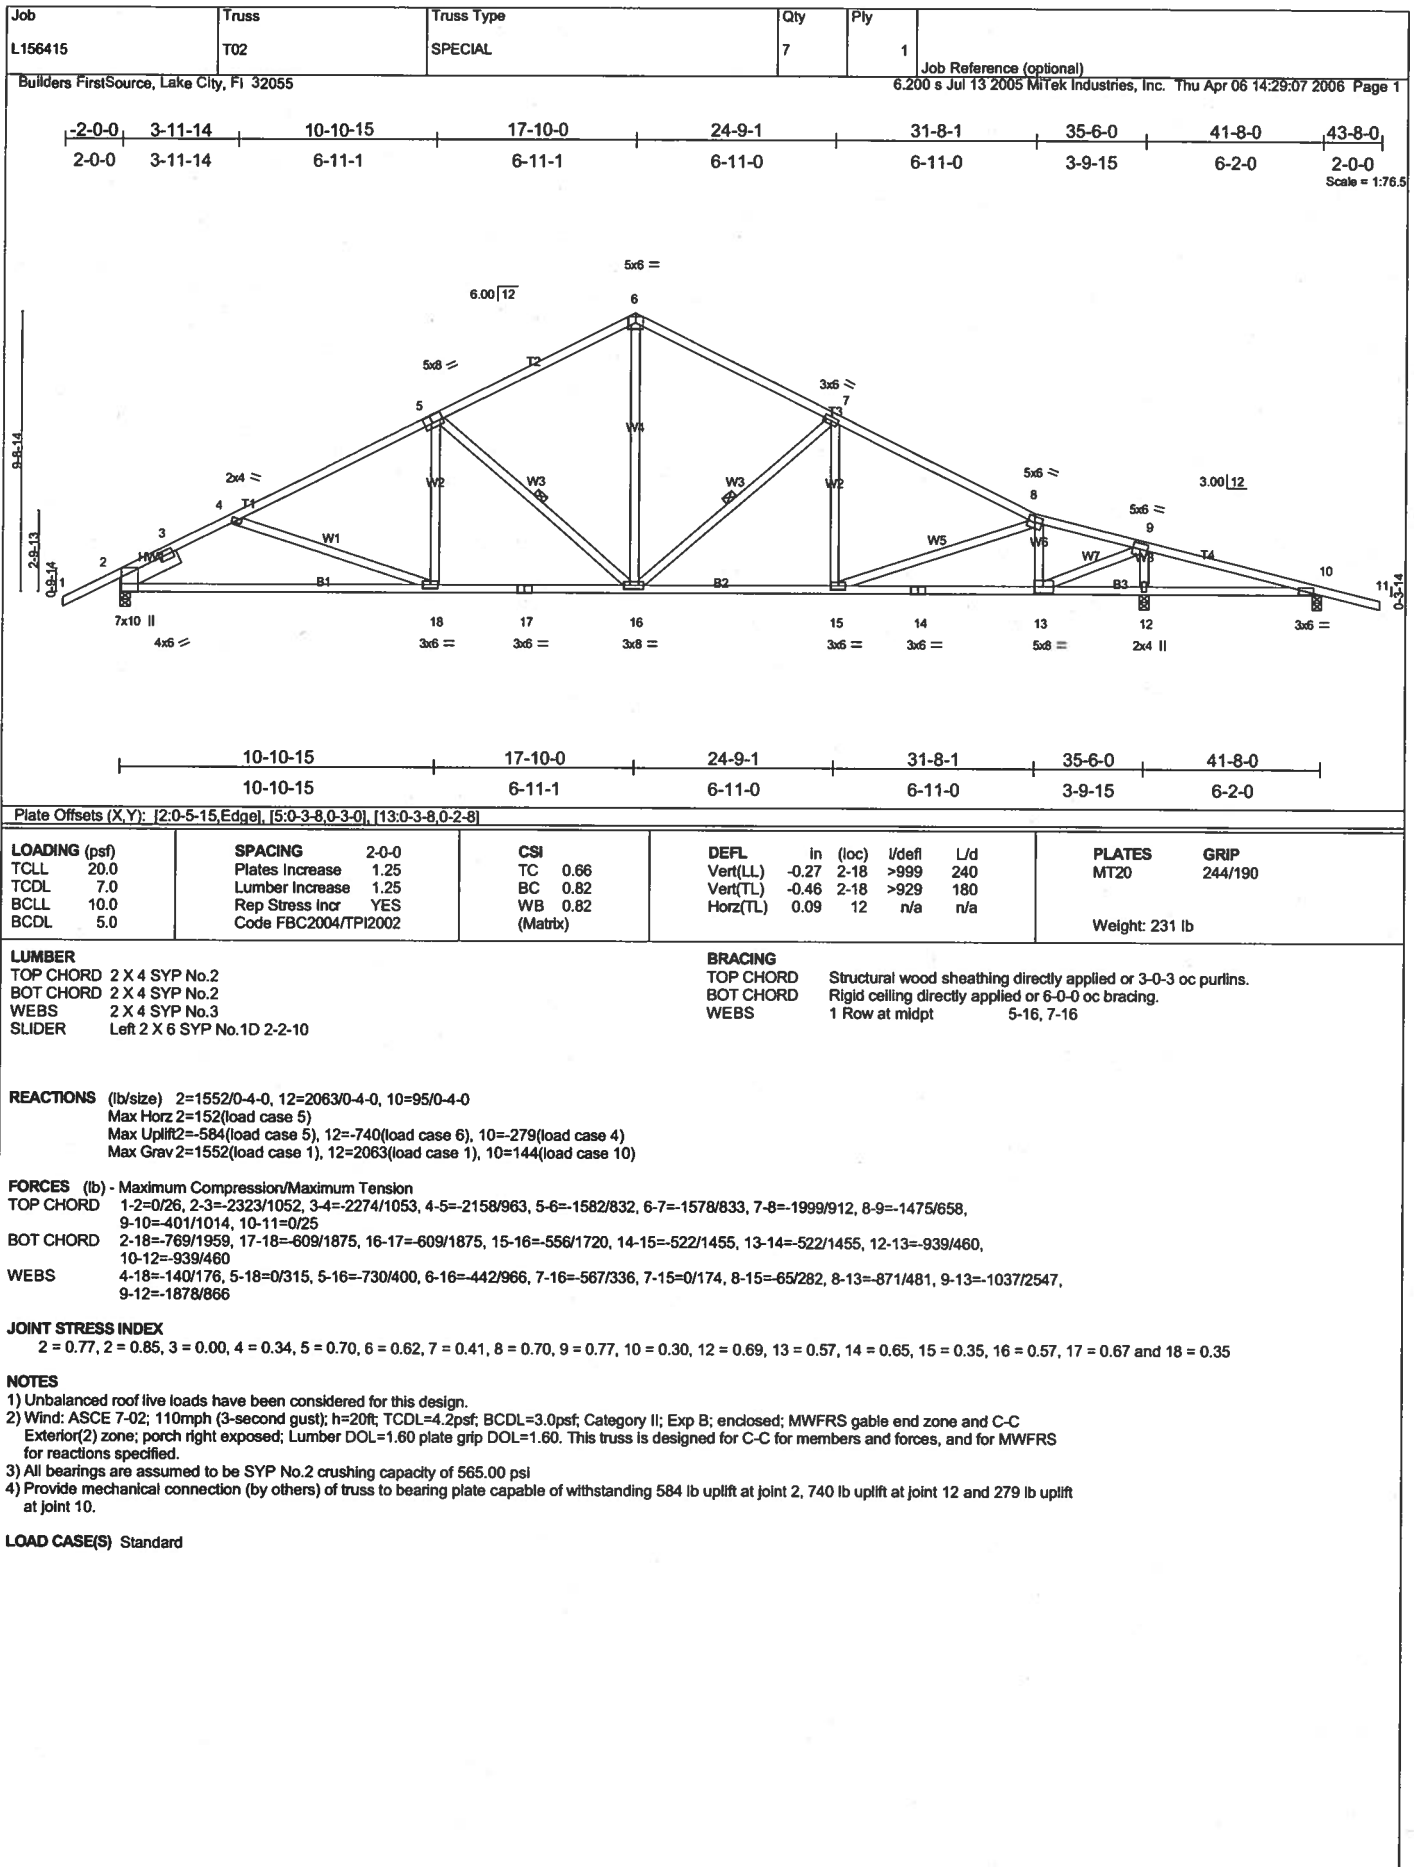 Job Truss Truss Type Qty Ply
L156415 T02 SPECIAL 7 1
Job Reference (optional)
Builders FirstSource, Lake City, Fl 32055 6.200 s Jul 13 2005 MiTek Industries, Inc. Thu Apr 06 14:29:07 2006 Page 1
-2-0-0 3-11-14 10-10-15 17-10-0 24-9-1 31-8-1 35-6-0 41-8-0 43-8-0
2-0-0 3-11-14 6-11-1 6-11-1 6-11-0 6-11-0 3-9-15 6-2-0 2-0-0
Scale = 1:76.5
5x6 =
6.00 12
6
T2
5x8 =
3x6 =
5
7
T3
9-8-14
W4
2x4 =
W2
W3
W3
W2
5x6 =
3.00 12
8
4
T1
5x6 =
9
3
2-9-13
W1
W5
W6
W7
T4
2
0-9-14
1
B1
B2
B3
10
11
0-3-14
7x10 II
18 17 16 15 14 13 12
3x6 =
4x6 =
3x6 = 3x6 = 3x8 = 3x6 = 3x6 = 5x8 = 2x4 II
10-10-15 17-10-0 24-9-1 31-8-1 35-6-0 41-8-0
10-10-15 6-11-1 6-11-0 6-11-0 3-9-15 6-2-0
Plate Offsets (X,Y): [2:0-5-15,Edge], [5:0-3-8,0-3-0], [13:0-3-8,0-2-8]
LOADING (psf) SPACING 2-0-0 CSI DEFL in (loc) l/defl L/d PLATES GRIP
TCLL 20.0 Plates Increase 1.25 TC 0.66 Vert(LL) -0.27 2-18 >999 240 MT20 244/190
TCDL 7.0 Lumber Increase 1.25 BC 0.82 Vert(TL) -0.46 2-18 >929 180
BCLL 10.0 Rep Stress Incr YES WB 0.82 Horz(TL) 0.09 12 n/a n/a
BCDL 5.0 Code FBC2004/TPI2002 (Matrix) Weight: 231 lb
LUMBER
TOP CHORD 2 X 4 SYP No.2
BOT CHORD 2 X 4 SYP No.2
WEBS 2 X 4 SYP No.3
SLIDER Left 2 X 6 SYP No.1D 2-2-10
BRACING
TOP CHORD Structural wood sheathing directly applied or 3-0-3 oc purlins.
BOT CHORD Rigid ceiling directly applied or 6-0-0 oc bracing.
WEBS 1 Row at midpt 5-16, 7-16
REACTIONS (lb/size) 2=1552/0-4-0, 12=2063/0-4-0, 10=95/0-4-0
Max Horz 2=152(load case 5)
Max Uplift2=-584(load case 5), 12=-740(load case 6), 10=-279(load case 4)
Max Grav 2=1552(load case 1), 12=2063(load case 1), 10=144(load case 10)
FORCES (lb) - Maximum Compression/Maximum Tension
TOP CHORD 1-2=0/26, 2-3=-2323/1052, 3-4=-2274/1053, 4-5=-2158/963, 5-6=-1582/832, 6-7=-1578/833, 7-8=-1999/912, 8-9=-1475/658,
9-10=-401/1014, 10-11=0/25
BOT CHORD 2-18=-769/1959, 17-18=-609/1875, 16-17=-609/1875, 15-16=-556/1720, 14-15=-522/1455, 13-14=-522/1455, 12-13=-939/460,
10-12=-939/460
WEBS 4-18=-140/176, 5-18=0/315, 5-16=-730/400, 6-16=-442/966, 7-16=-567/336, 7-15=0/174, 8-15=-65/282, 8-13=-871/481, 9-13=-1037/2547,
9-12=-1878/866
JOINT STRESS INDEX
2 = 0.77, 2 = 0.85, 3 = 0.00, 4 = 0.34, 5 = 0.70, 6 = 0.62, 7 = 0.41, 8 = 0.70, 9 = 0.77, 10 = 0.30, 12 = 0.69, 13 = 0.57, 14 = 0.65, 15 = 0.35, 16 = 0.57, 17 = 0.67 and 18 = 0.35
NOTES
1) Unbalanced roof live loads have been considered for this design.
2) Wind: ASCE 7-02; 110mph (3-second gust); h=20ft; TCDL=4.2psf; BCDL=3.0psf; Category II; Exp B; enclosed; MWFRS gable end zone and C-C
Exterior(2) zone; porch right exposed; Lumber DOL=1.60 plate grip DOL=1.60. This truss is designed for C-C for members and forces, and for MWFRS
for reactions specified.
3) All bearings are assumed to be SYP No.2 crushing capacity of 565.00 psi
4) Provide mechanical connection (by others) of truss to bearing plate capable of withstanding 584 lb uplift at joint 2, 740 lb uplift at joint 12 and 279 lb uplift
at joint 10.
LOAD CASE(S) Standard